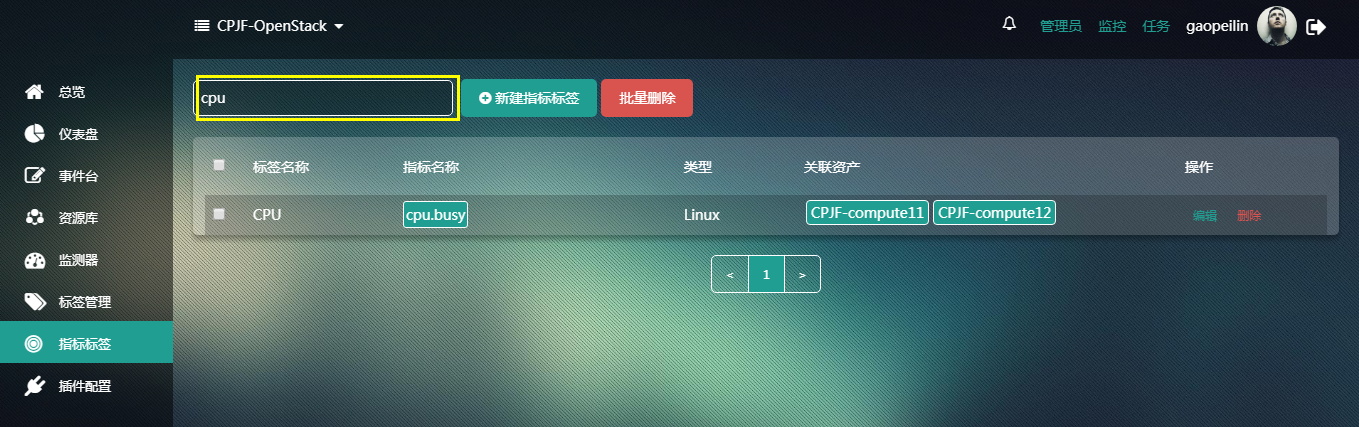 CPJF-OpenStack 管理员 监控 任务 gaopeilin
总览
仪表盘
事件台
资源库
监测器
标签管理
指标标签
插件配置
cpu 新建指标标签 批量删除
标签名称 指标名称 类型 关联资产 操作
CPU cpu.busy Linux CPJF-compute11 CPJF-compute12 编辑 删除
< 1 >